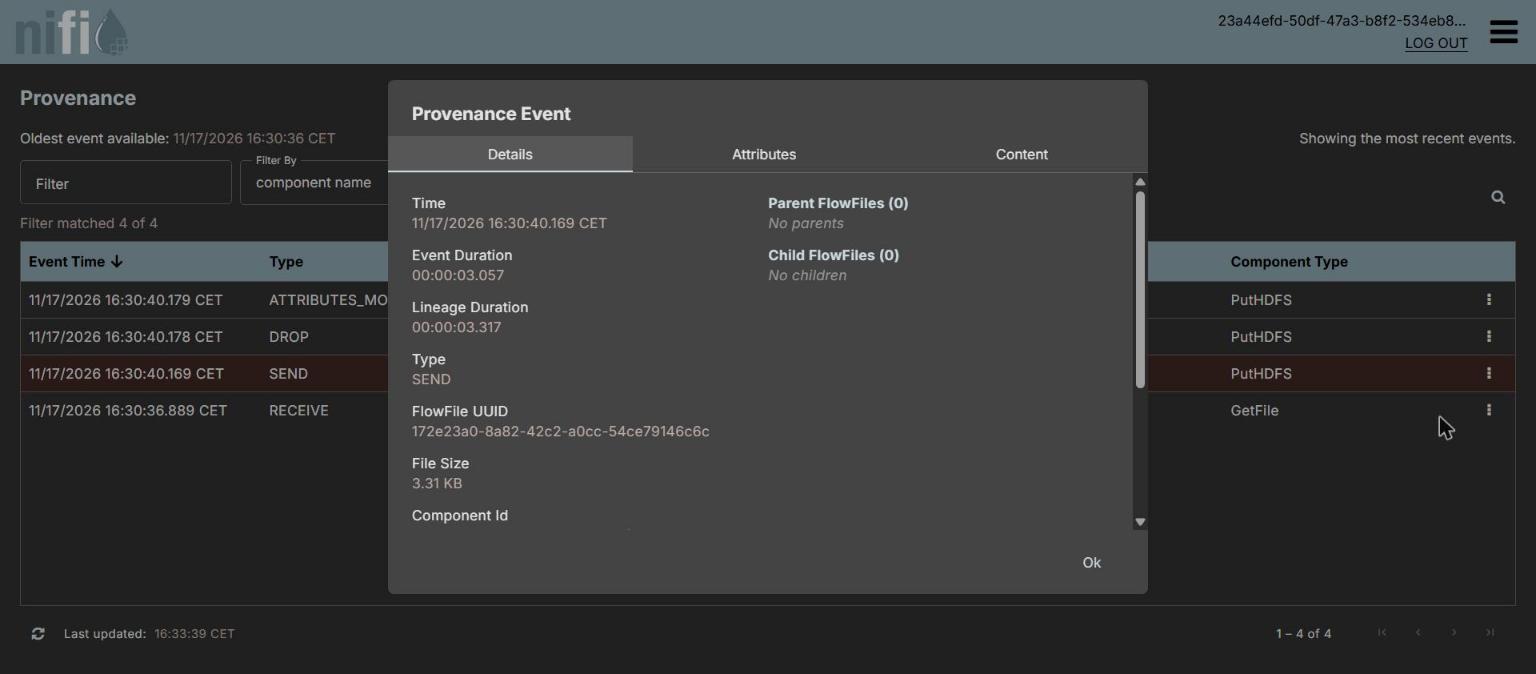 nifi
23a44efd-50df-47a3-b8f2-534eb8...
LOG OUT
Provenance
Oldest event available: 11/17/2026 16:30:36 CET
Showing the most recent events.
Filter
Filter By
component name
Filter matched 4 of 4
Event Time Type Component Type
11/17/2026 16:30:40.179 CET ATTRIBUTES_MO PutHDFS
11/17/2026 16:30:40.178 CET DROP PutHDFS
11/17/2026 16:30:40.169 CET SEND PutHDFS
11/17/2026 16:30:36.889 CET RECEIVE GetFile
Provenance Event
Details Attributes Content
Time
11/17/2026 16:30:40.169 CET
Event Duration
00:00:03.057
Lineage Duration
00:00:03.317
Type
SEND
FlowFile UUID
172e23a0-8a82-42c2-a0cc-54ce79146c6c
File Size
3.31 KB
Component Id
Parent FlowFiles (0)
No parents
Child FlowFiles (0)
No children
Ok
Last updated: 16:33:39 CET
1 – 4 of 4